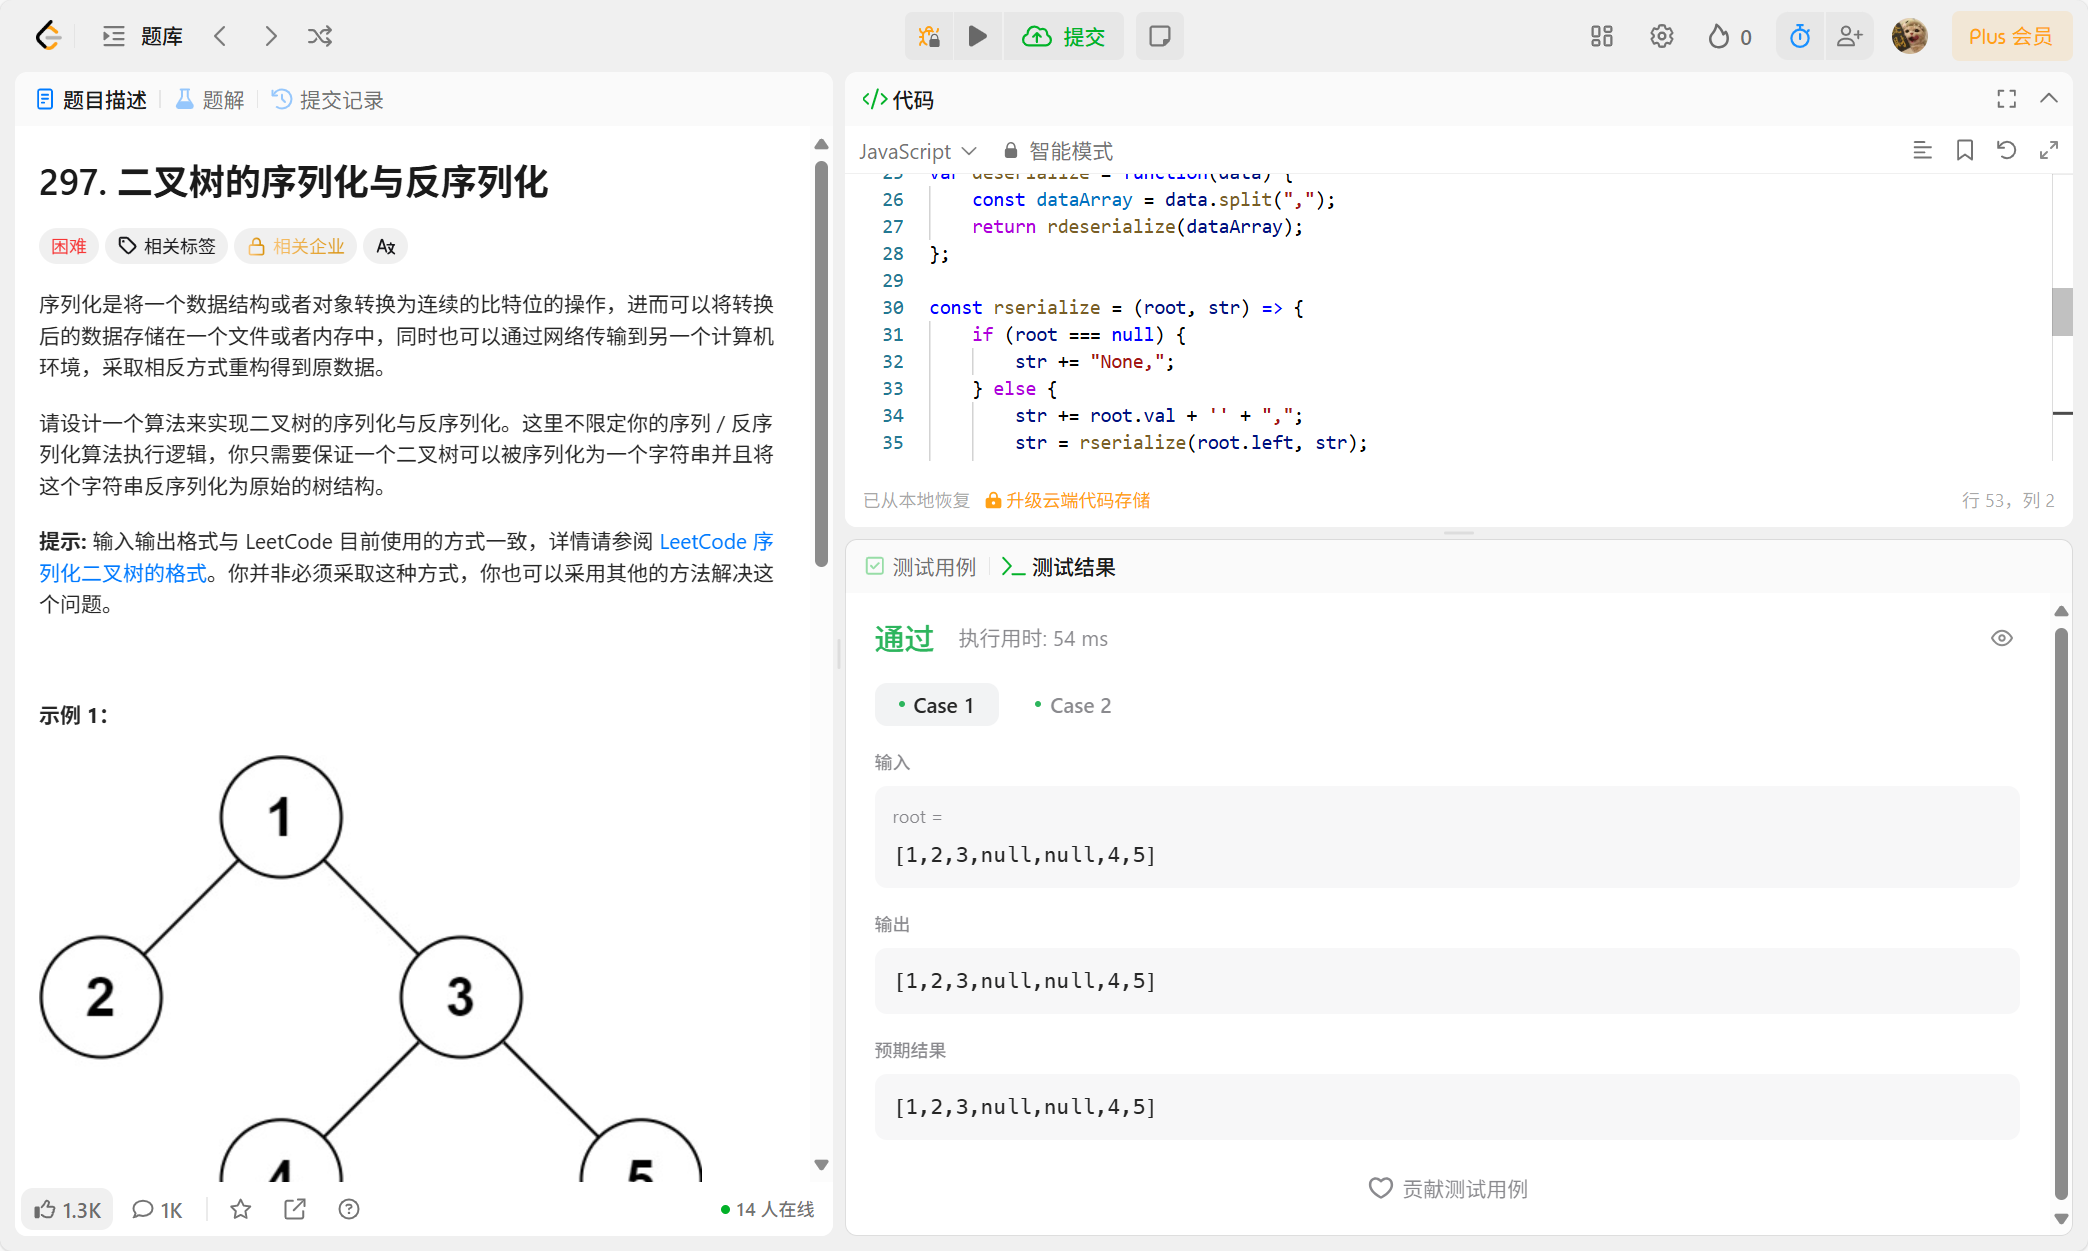 题库
提交
0
Plus 会员
题目描述
题解
提交记录
297. 二叉树的序列化与反序列化
困难
相关标签
相关企业
序列化是将一个数据结构或者对象转换为连续的比特位的操作，进而可以将转换
后的数据存储在一个文件或者内存中，同时也可以通过网络传输到另一个计算机
环境，采取相反方式重构得到原数据。
请设计一个算法来实现二叉树的序列化与反序列化。这里不限定你的序列 / 反序
列化算法执行逻辑，你只需要保证一个二叉树可以被序列化为一个字符串并且将
这个字符串反序列化为原始的树结构。
提示: 输入输出格式与 LeetCode 目前使用的方式一致，详情请参阅 LeetCode 序
列化二叉树的格式。你并非必须采取这种方式，你也可以采用其他的方法解决这
个问题。
示例 1：
1
2
3
4
5
1.3K
1K
14 人在线
</>代码
JavaScript
智能模式
25 var deserialize = function(data) {
26 const dataArray = data.split(",");
27 return rdeserialize(dataArray);
28 };
29
30 const rserialize = (root, str) => {
31 if (root === null) {
32 str += "None,";
33 } else {
34 str += root.val + '' + ",";
35 str = rserialize(root.left, str);
已从本地恢复
升级云端代码存储
行 53，列 2
测试用例
测试结果
通过
执行用时: 54 ms
Case 1
Case 2
输入
root =
[1,2,3,null,null,4,5]
输出
[1,2,3,null,null,4,5]
预期结果
[1,2,3,null,null,4,5]
贡献测试用例